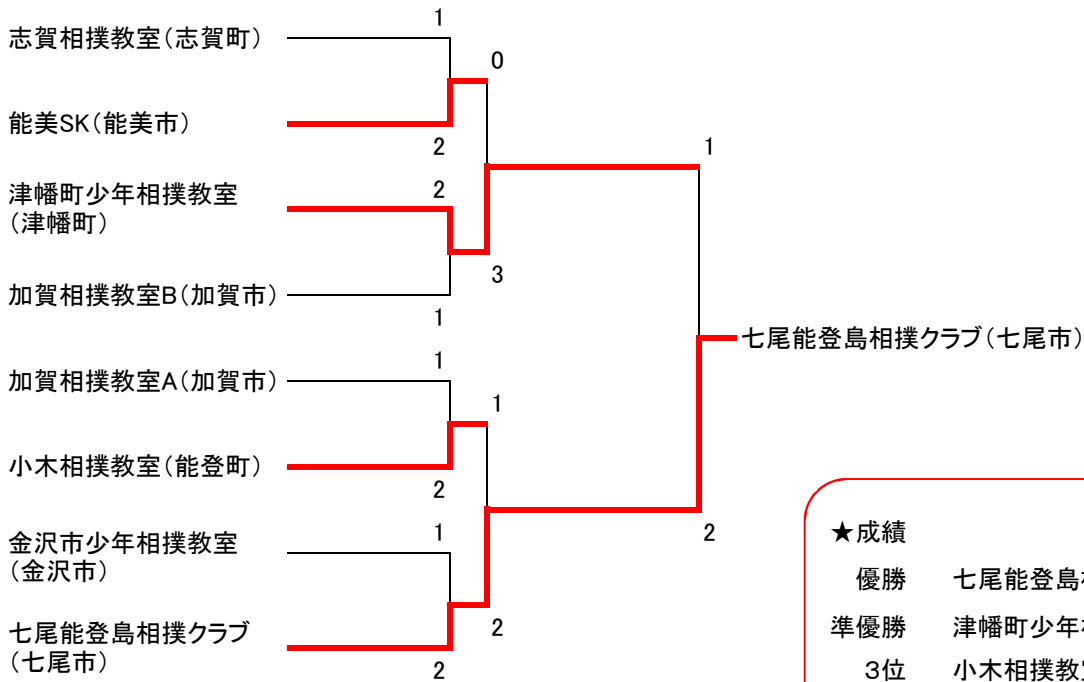 1
志賀相撲教室(志賀町)
0
能美SK(能美市)
2
1
2
津幡町少年相撲教室
(津幡町)
3
加賀相撲教室B(加賀市)
1
七尾能登島相撲クラブ(七尾市)
1
加賀相撲教室A(加賀市)
1
小木相撲教室(能登町)
2
1
金沢市少年相撲教室
(金沢市)
2
2
七尾能登島相撲クラブ
(七尾市)
2
★成績
優勝 七尾能登島
準優勝 津幡町少年
3位 小木相撲教